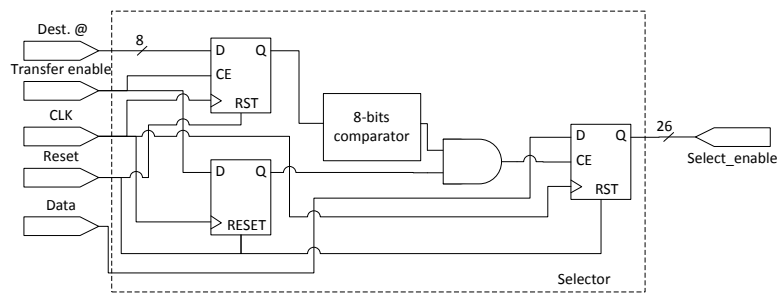 Dest. @
8
D
Q
Transfer enable
CE
CLK
RST
8-bits
comparator
D
Q
26
Reset
CE
Select_enable
D
Q
RST
Data
RESET
Selector